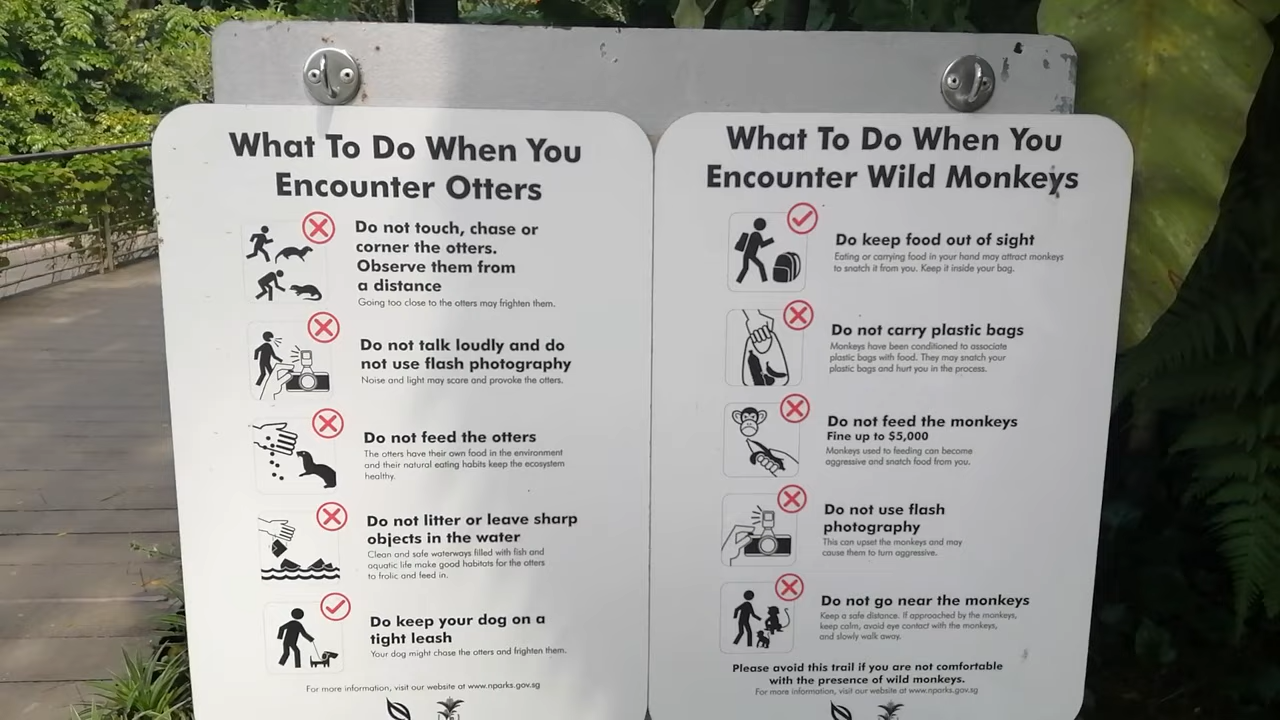 What To Do When You
Encounter Otters
Do not touch, chase or
corner the otters.
Observe them from
a distance
Going too close to the otters may frighten them.
Do not talk loudly and do
not use flash photography
Noise and light may scare and provoke the otters.
Do not feed the otters
The otters have their own food in the environment
and their natural eating habits keep the ecosystem
healthy.
Do not litter or leave sharp
objects in the water
Clean and safe waterways filled with fish and
aquatic life make good habitats for the otters
to frolic and feed in.
Do keep your dog on a
tight leash
Your dog might chase the otters and frighten them.
For more information, visit our website at www.nparks.gov.sg
What To Do When You
Encounter Wild Monkeys
Do keep food out of sight
Eating or carrying food in your hand may attract monkeys
to snatch it from you. Keep it inside your bag.
Do not carry plastic bags
Monkeys have been conditioned to associate
plastic bags with food. They may snatch your
plastic bags and hurt you in the process.
Do not feed the monkeys
Fine up to $5,000
Monkeys used to feeding can become
aggressive and snatch food from you.
Do not use flash
photography
This can upset the monkeys and may
cause them to turn aggressive.
Do not go near the monkeys
Keep a safe distance. If approached by the monkeys,
keep calm, avoid eye contact with the monkeys,
and slowly walk away.
Please avoid this trail if you are not comfortable
with the presence of wild monkeys.
For more information, visit our website at www.nparks.gov.sg